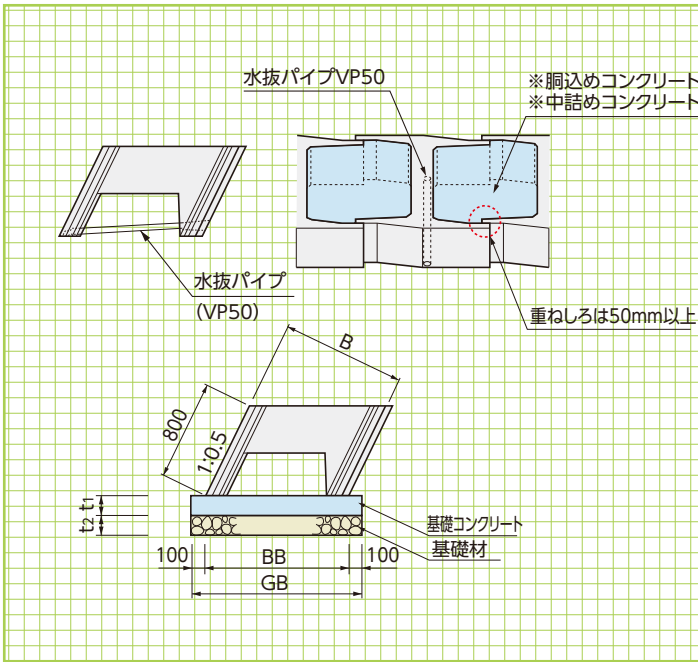 水抜パイプVP50
※胴込めコンクリート
※中詰めコンクリート
水抜パイプ
(VP50)
重ねしろは50mm以上
B
800
1:0.5
t1
t2
基礎コンクリート
基礎材
100
BB
100
GB